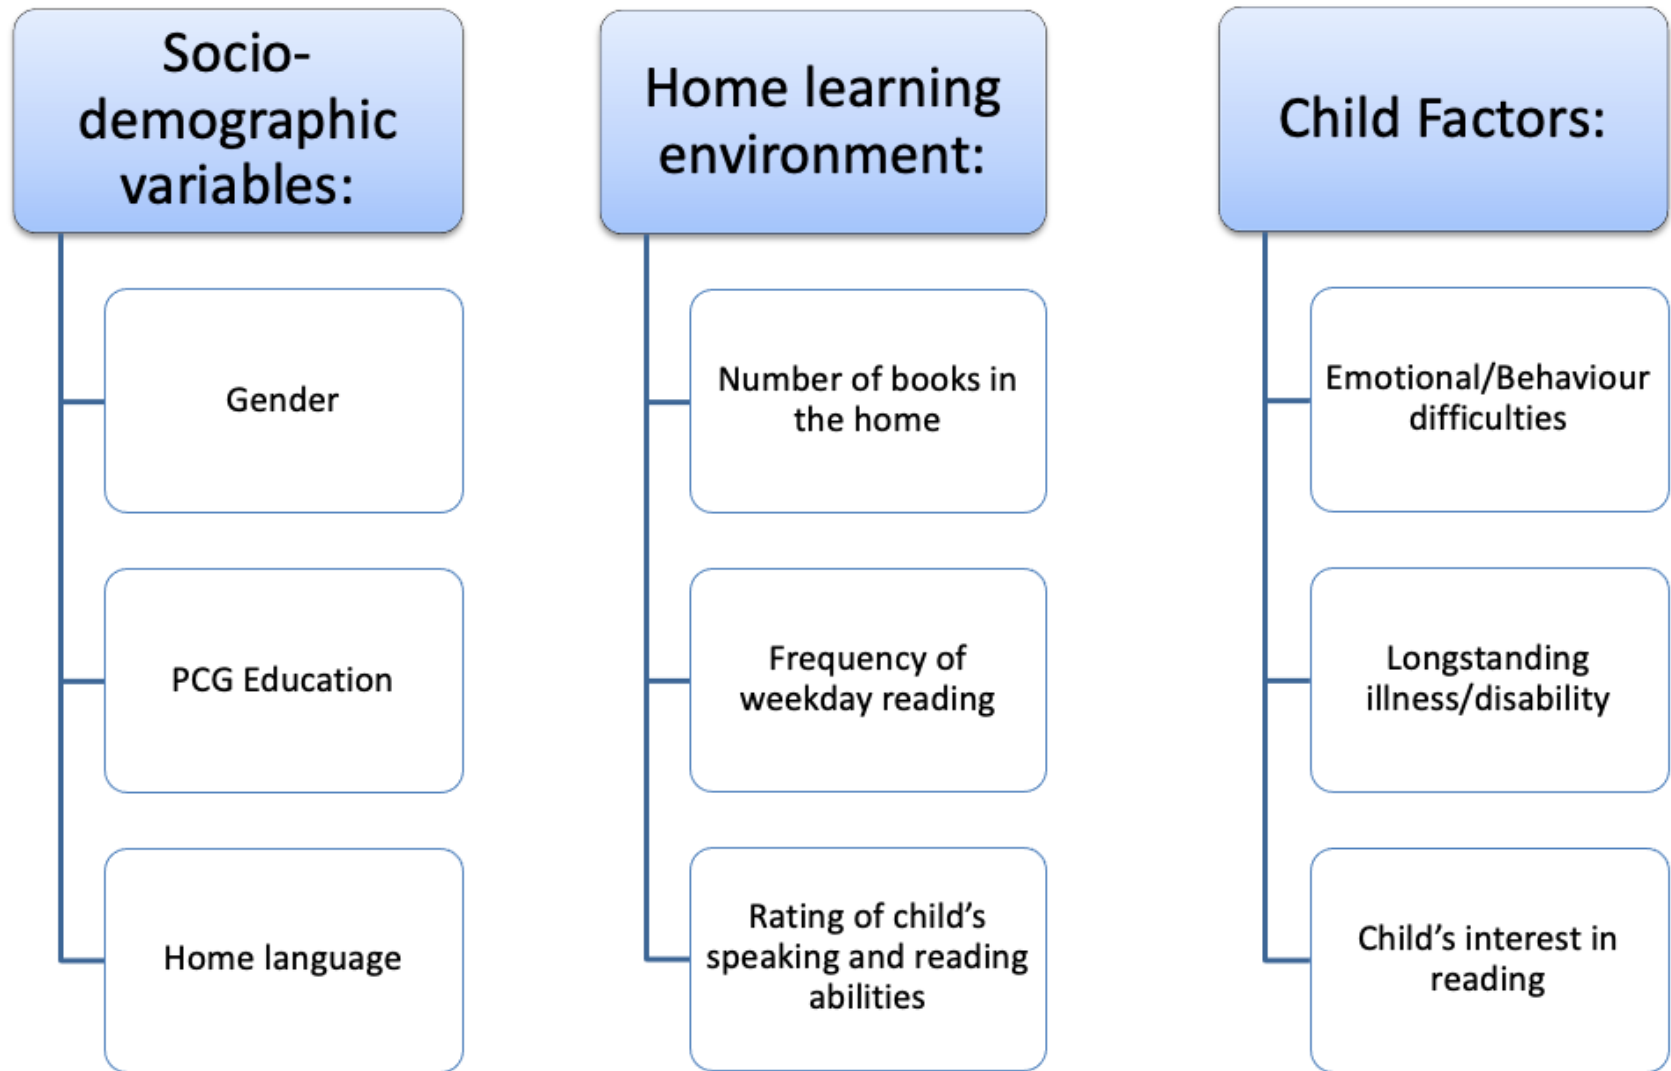 Socio-
demographic
variables:
Gender
PCG Education
Home language
Home learning
environment:
Number of books in
the home
Frequency of
weekday reading
Rating of child’s
speaking and reading
abilities
Child Factors:
Emotional/Behaviour
difficulties
Longstanding
illness/disability
Child’s interest in
reading